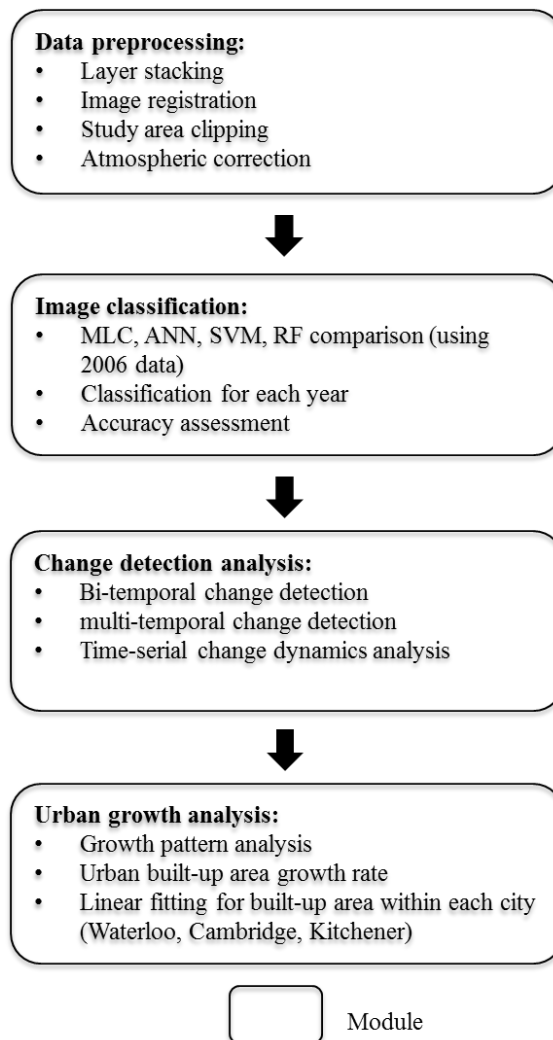 Data preprocessing:
• Layer stacking
• Image registration
• Study area clipping
• Atmospheric correction
Image classification:
• MLC, ANN, SVM, RF comparison (using
2006 data)
• Classification for each year
• Accuracy assessment
Change detection analysis:
• Bi-temporal change detection
• multi-temporal change detection
• Time-serial change dynamics analysis
Urban growth analysis:
• Growth pattern analysis
• Urban built-up area growth rate
• Linear fitting for built-up area within each city
(Waterloo, Cambridge, Kitchener)
Module